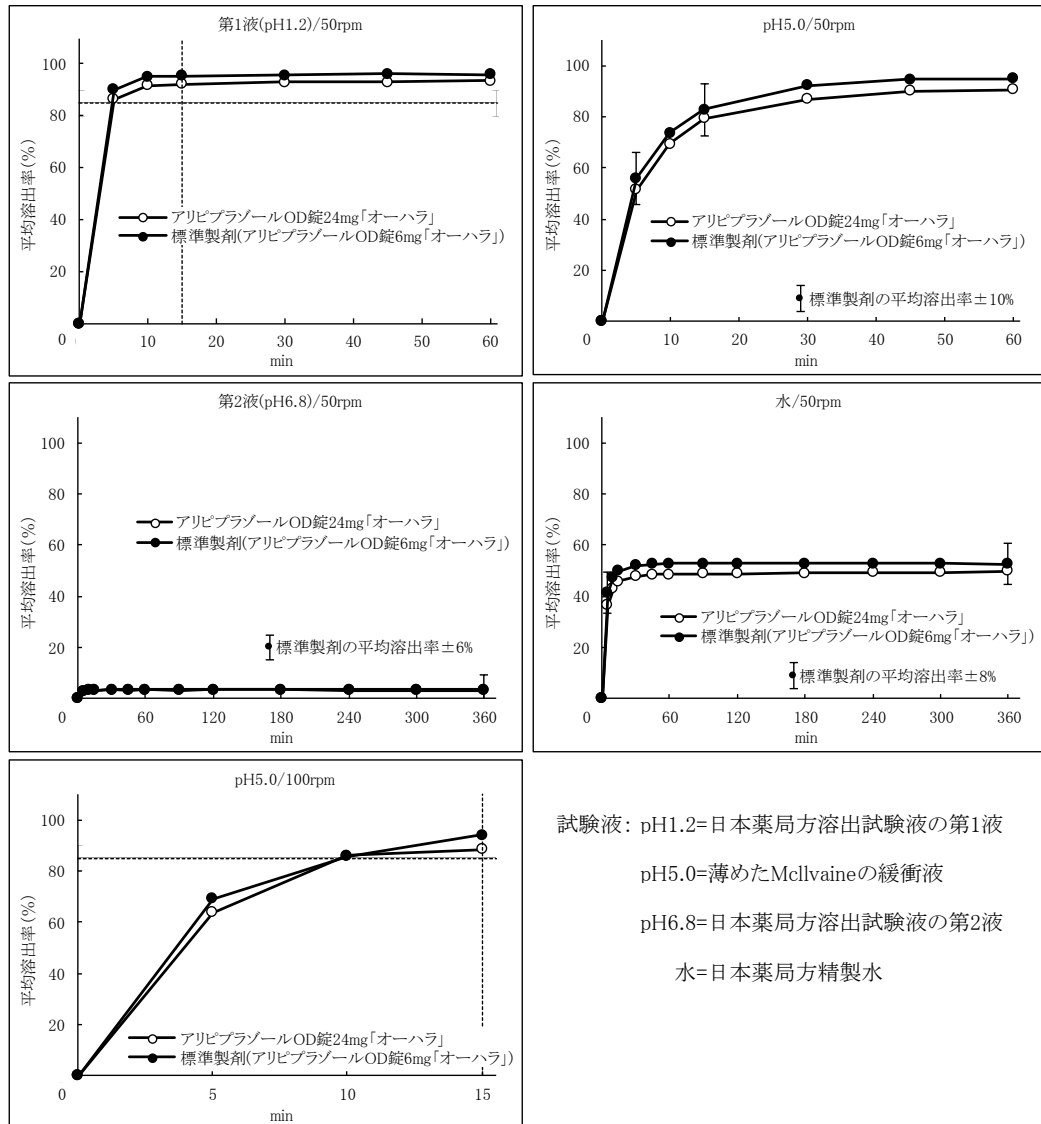 第1液(pH1.2)/50rpm
平均溶出率(%)
100
80
60
40
20
0
アリピプラゾールOD錠24mg「オーハラ」
標準製剤(アリピプラゾールOD錠6mg「オーハラ」)
10 20 30 40 50 60
min
pH5.0/50rpm
平均溶出率(%)
100
80
60
40
20
0
アリピプラゾールOD錠24mg「オーハラ」
標準製剤(アリピプラゾールOD錠6mg「オーハラ」)
標準製剤の平均溶出率±10%
10 20 30 40 50 60
min
第2液(pH6.8)/50rpm
平均溶出率(%)
100
80
60
40
20
0
アリピプラゾールOD錠24mg「オーハラ」
標準製剤(アリピプラゾールOD錠6mg「オーハラ」)
標準製剤の平均溶出率±6%
60 120 180 240 300 360
min
水/50rpm
平均溶出率(%)
100
80
60
40
20
0
アリピプラゾールOD錠24mg「オーハラ」
標準製剤(アリピプラゾールOD錠6mg「オーハラ」)
標準製剤の平均溶出率±8%
60 120 180 240 300 360
min
pH5.0/100rpm
平均溶出率(%)
100
80
60
40
20
0
アリピプラゾールOD錠24mg「オーハラ」
標準製剤(アリピプラゾールOD錠6mg「オーハラ」)
5 10 15
min
試験液: pH1.2=日本薬局方溶出試験液の第1液
pH5.0=薄めたMcllvaineの緩衝液
pH6.8=日本薬局方溶出試験液の第2液
水=日本薬局方精製水